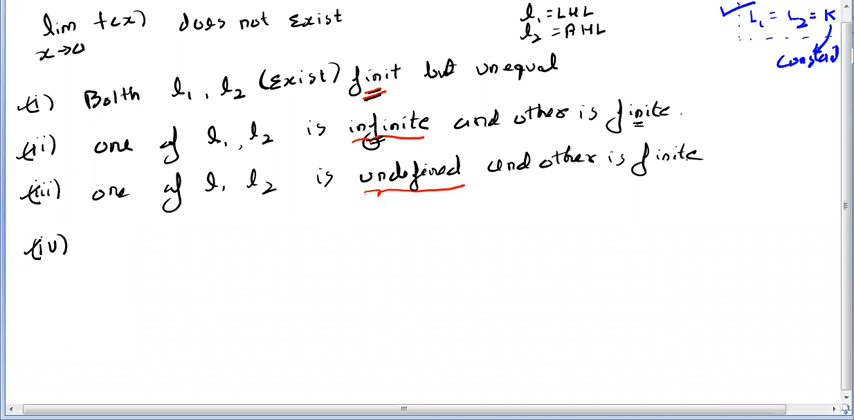 lim f(x) does not Exist
x→a
l₁ = LHL
l₂ = RHL
L₁ = L₂ = K
constant
(i) Both l₁, l₂ (Exist) finit but unequal
(ii) one of l₁, l₂ is infinite and other is finite.
(iii) one of l₁ l₂ is undefined and other is finite
(iv)